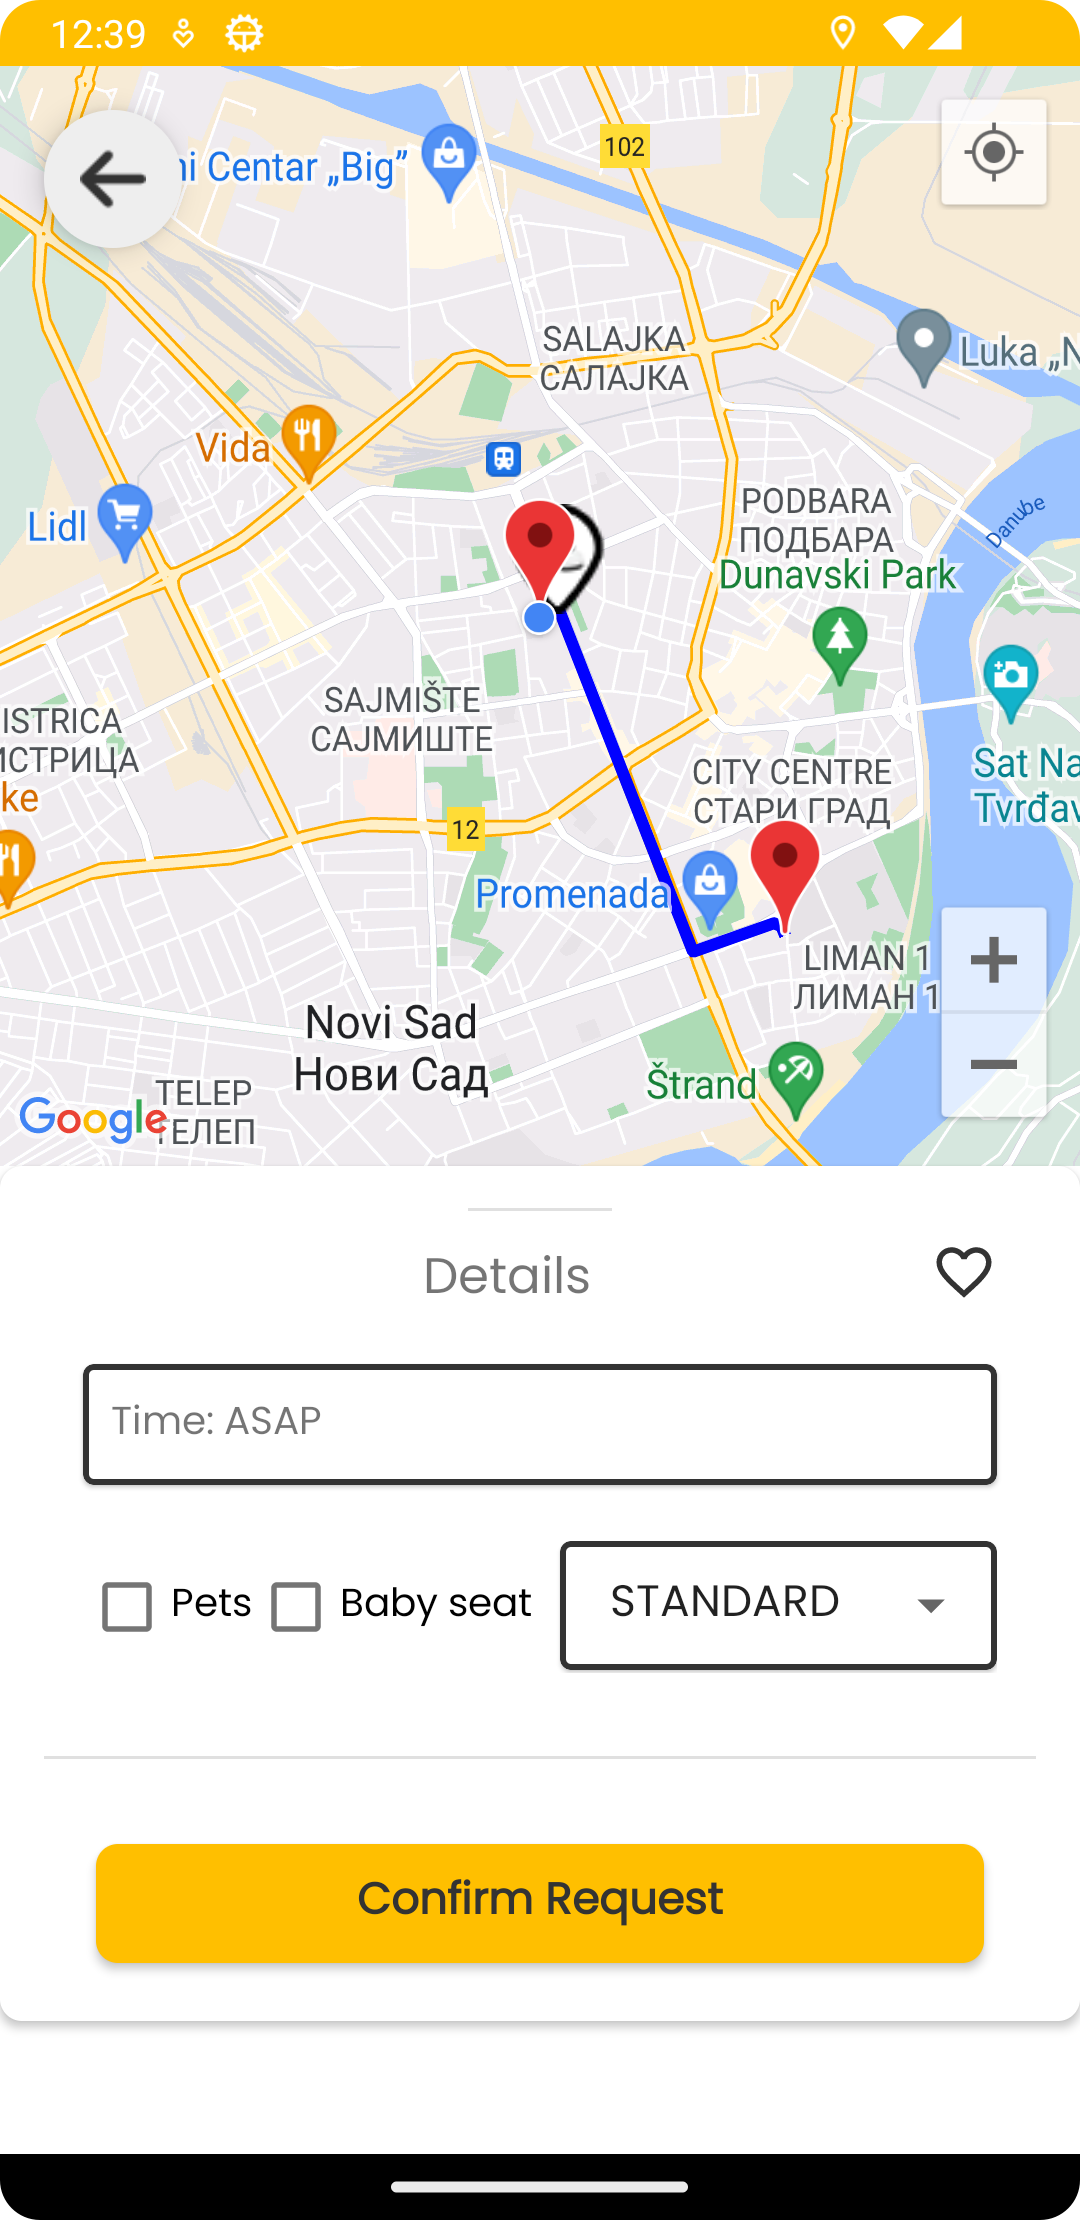 12:39
ni Centar „Big”
102
SALAJKA
САЛАЈКА
Luka „N
Vida
Lidl
PODBARA
ПОДБАРА
Danube
Dunavski Park
SAJMIŠTE
САЈМИШТЕ
ISTRICA
ИСТРИЦА
ke
CITY CENTRE
СТАРИ ГРАД
Sat Na
Tvrđav
12
Promenada
LIMAN 1
ЛИМАН 1
Novi Sad
Нови Сад
Štrand
TELEP
ТЕЛЕП
Google
Details
Time: ASAP
Pets
Baby seat
STANDARD
Confirm Request